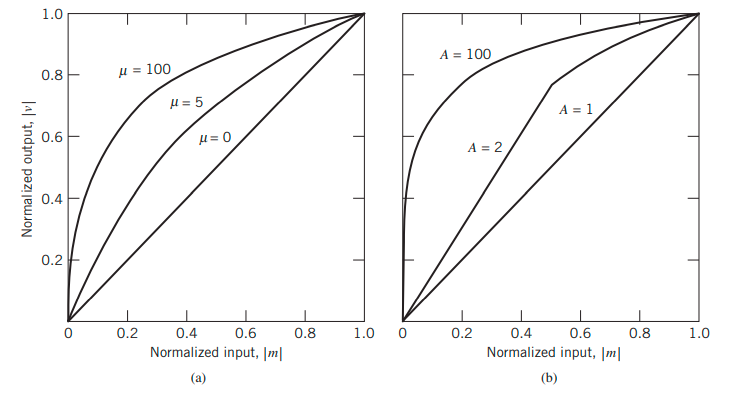 Normalized output, |v|
1.0
0.8
0.6
0.4
0.2
μ = 100
μ = 5
μ = 0
0 0.2 0.4 0.6 0.8 1.0
Normalized input, |m|
(a)
A = 100
A = 1
A = 2
0 0.2 0.4 0.6 0.8 1.0
Normalized input, |m|
(b)